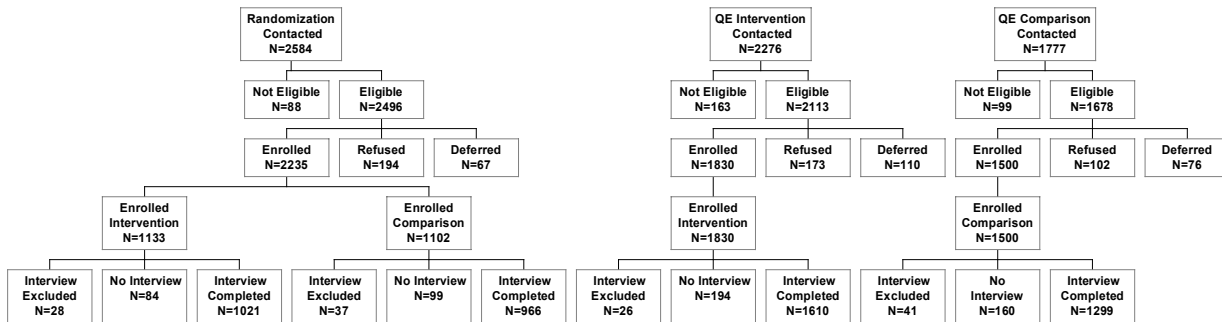 Randomization
Contacted
N=2584
QE Intervention
Contacted
N=2276
QE Comparison
Contacted
N=1777
Not Eligible
N=88
Eligible
N=2496
Not Eligible
N=163
Eligible
N=2113
Not Eligible
N=99
Eligible
N=1678
Enrolled
N=2235
Refused
N=194
Deferred
N=67
Enrolled
N=1830
Refused
N=173
Deferred
N=110
Enrolled
N=1500
Refused
N=102
Deferred
N=76
Enrolled
Intervention
N=1133
Enrolled
Comparison
N=1102
Enrolled
Intervention
N=1830
Enrolled
Comparison
N=1500
Interview
Excluded
N=28
No Interview
N=84
Interview
Completed
N=1021
Interview
Excluded
N=37
No Interview
N=99
Interview
Completed
N=966
Interview
Excluded
N=26
No Interview
N=194
Interview
Completed
N=1610
Interview
Excluded
N=41
No
Interview
N=160
Interview
Completed
N=1299